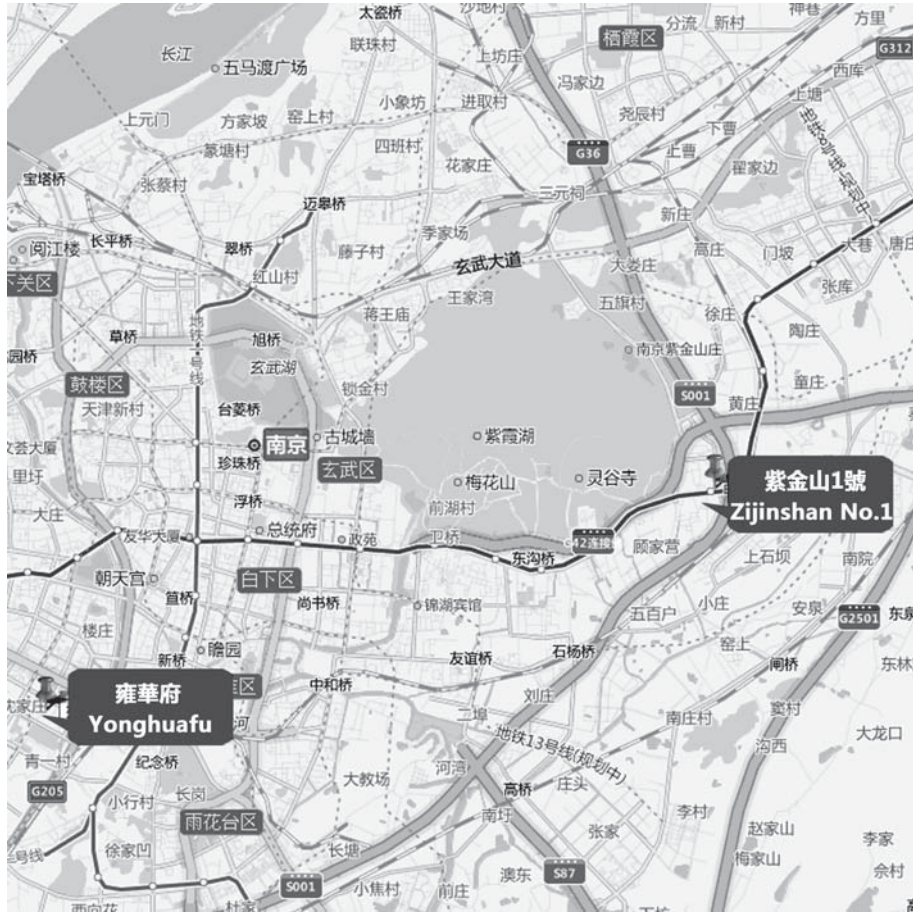 太瓷桥
沙地村
分流
新村
神巷
方里
长江
联珠村
上坊庄
栖霞区
G312
五马渡广场
冯家边
西库
小象坊
进取村
上塘
上元门
方家坡
窑上村
尧辰村
地铁8号线(规划中
篆塘村
四班村
下曹
G36
上曹
花家庄
翟家边
宝塔桥
张蔡村
三元祠
迈皋桥
新庄
阅江楼
长平桥
翠桥
藤子村
季家场
高庄
门坡
大巷
唐庄
玄武大道
大娄庄
下关区
红山村
张库
王家湾
五旗村
蒋王庙
徐庄
地铁一号线
草桥
旭桥
陶庄
玄武湖
南京紫金山庄
鼓楼区
锁金村
童庄
S001
天津新村
台菱桥
黄庄
南京
古城墙
紫霞湖
珍珠桥
玄武区
里圩
梅花山
灵谷寺
紫金山1號
Zijinshan No.1
浮桥
前湖村
大庄
友华大厦
总统府
政苑
卫桥
顾家营
东沟桥
上石坝
南院
朝天宫
白下区
笪桥
尚书桥
锦湖宾馆
五百户
小庄
安泉
G2501
楼庄
窑上
新桥
瞻园
友谊桥
石杨桥
闸桥
东林
中和桥
刘庄
雍華府
Yonghuafu
二埠
地铁13号线(规划中)
南庄村
窦村
大龙口
青一村
纪念桥
河湾
沟西
大教场
高桥
庄头
G205
小行村
长岗
南圩
李村
雨花台区
张家
赵家山
徐家凹
长塘
李家
梅家山
佘村
S001
小焦村
前庄
澳东
S87
西向花